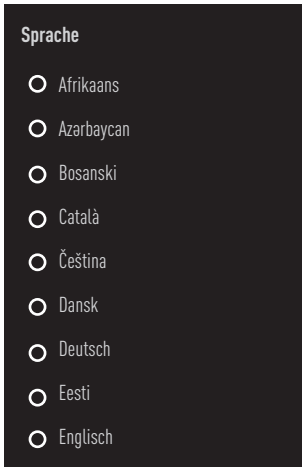 Sprache
Afrikaans
Azərbaycan
Bosanski
Català
Čeština
Dansk
Deutsch
Eesti
Englisch